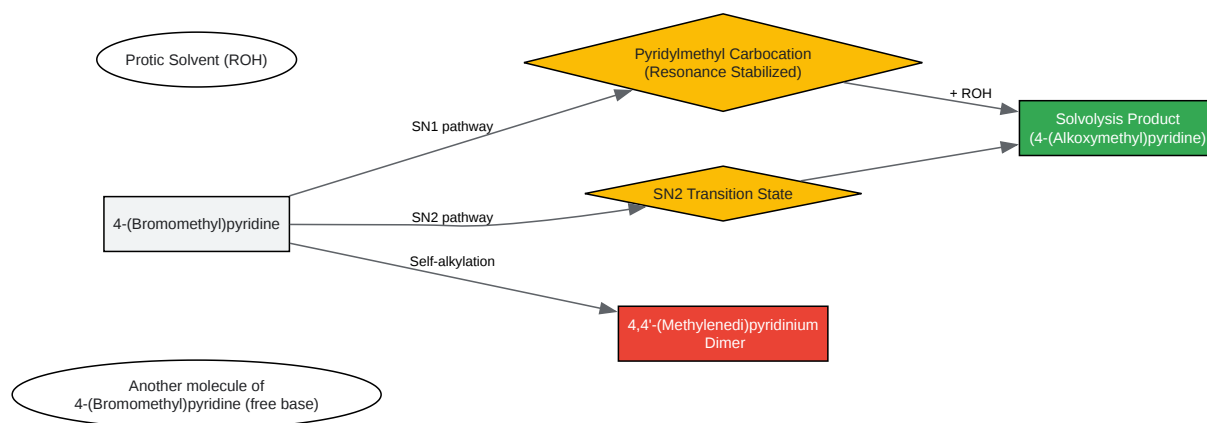 Protic Solvent (ROH)
Pyridylmethyl Carbocation
(Resonance Stabilized)
+ ROH
Solvolysis Product
(4-(Alkoxymethyl)pyridine)
SN1 pathway
SN2 Transition State
4-(Bromomethyl)pyridine
SN2 pathway
Self-alkylation
4,4'-(Methylenedi)pyridinium
Dimer
Another molecule of
4-(Bromomethyl)pyridine (free base)